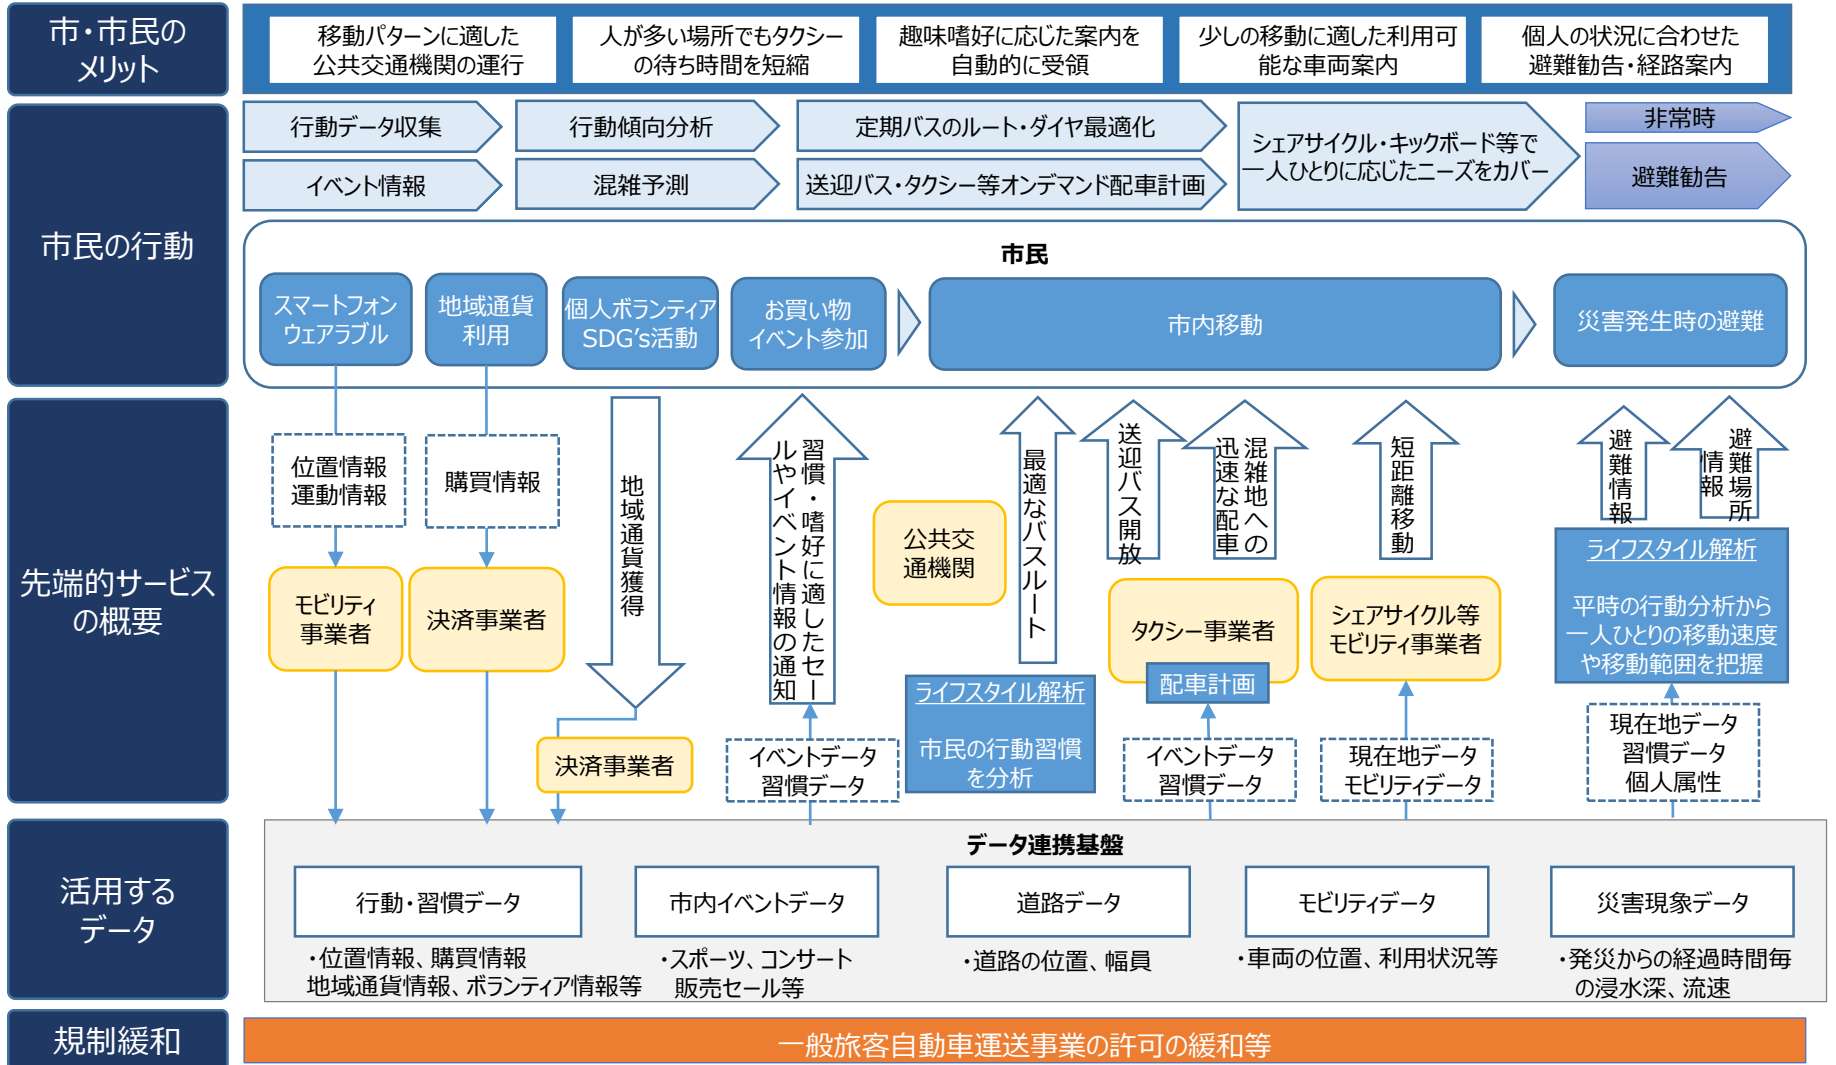 市・市民の
メリット
移動パターンに適した
公共交通機関の運行
人が多い場所でもタクシー
の待ち時間を短縮
趣味嗜好に応じた案内を
自動的に受領
少しの移動に適した利用可
能な車両案内
個人の状況に合わせた
避難勧告・経路案内
市民の行動
行動データ収集
行動傾向分析
定期バスのルート・ダイヤ最適化
シェアサイクル・キックボード等で
一人ひとりに応じたニーズをカバー
非常時
イベント情報
混雑予測
送迎バス・タクシー等オンデマンド配車計画
避難勧告
市民
スマートフォン
ウェアラブル
地域通貨
利用
個人ボランティア
SDG's活動
お買い物
イベント参加
市内移動
災害発生時の避難
先端的サービス
の概要
位置情報
運動情報
購買情報
地域通貨獲得
習慣・嗜好に適したセー
ルやイベント情報の通知
公共交
通機関
最適なバスルート
送迎バス開放
混雑地への
迅速な配車
短距離移動
避難情報
避難場所
情報
モビリティ
事業者
決済事業者
タクシー事業者
配車計画
シェアサイクル等
モビリティ事業者
ライフスタイル解析
平時の行動分析から
一人ひとりの移動速度
や移動範囲を把握
決済事業者
イベントデータ
習慣データ
ライフスタイル解析
市民の行動習慣
を分析
イベントデータ
習慣データ
現在地データ
モビリティデータ
現在地データ
習慣データ
個人属性
活用する
データ
データ連携基盤
行動・習慣データ
・位置情報、購買情報
地域通貨情報、ボランティア情報等
市内イベントデータ
・スポーツ、コンサート
販売セール等
道路データ
・道路の位置、幅員
モビリティデータ
・車両の位置、利用状況等
災害現象データ
・発災からの経過時間毎
の浸水深、流速
規制緩和
一般旅客自動車運送事業の許可の緩和等